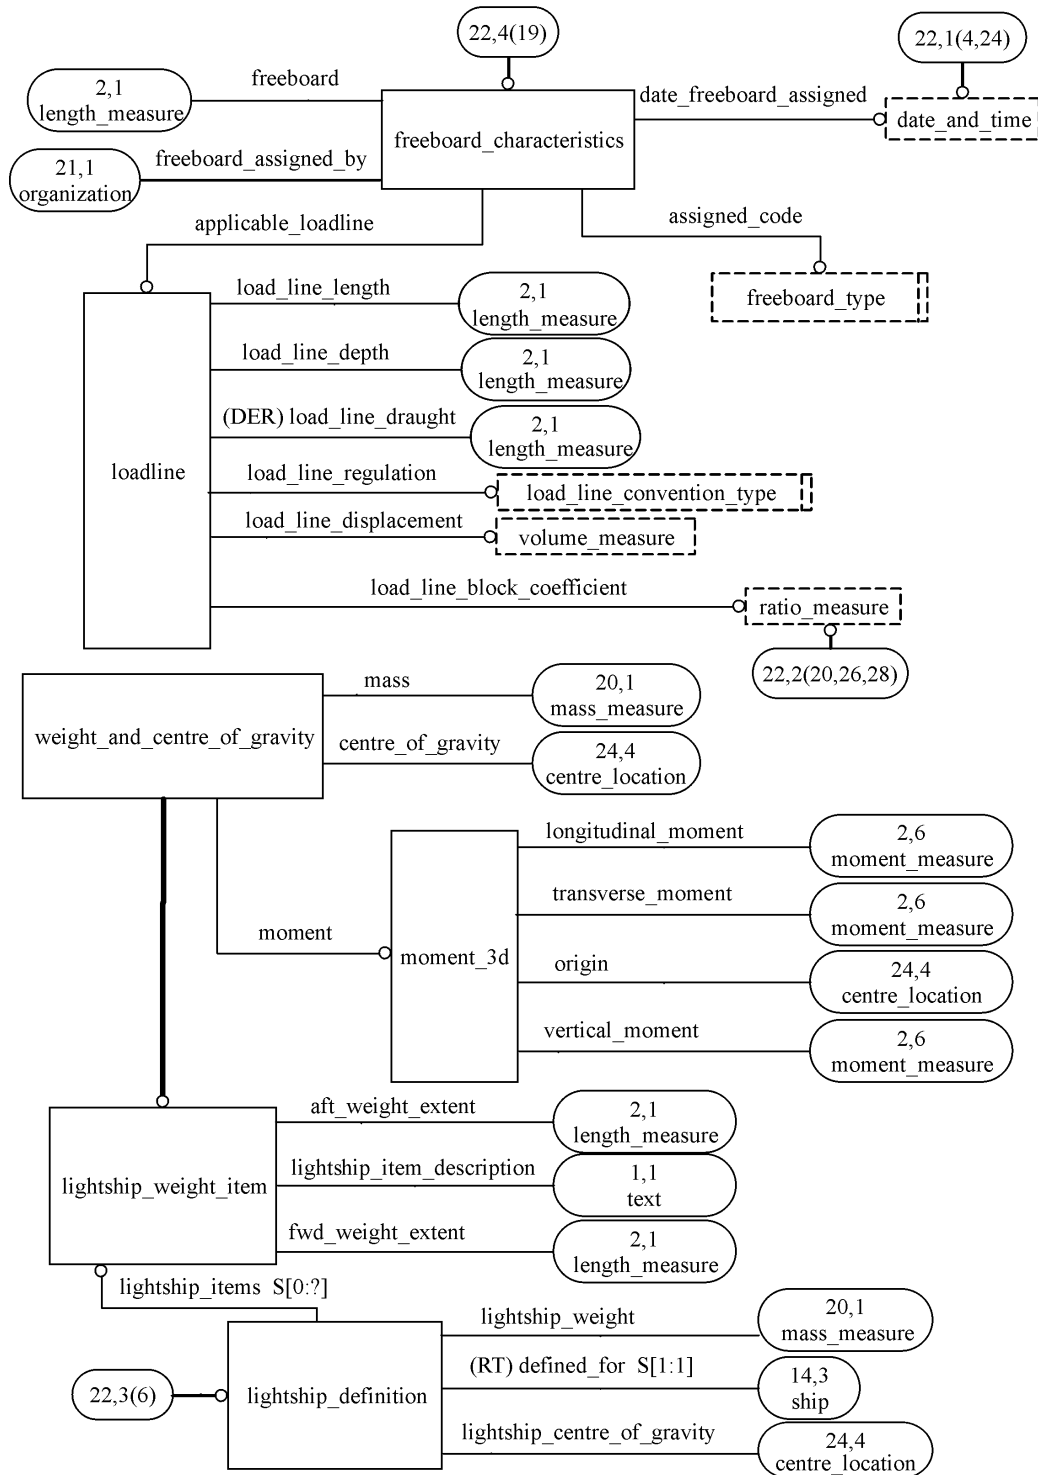 22,4(19)
22,1(4,24)
2,1
length_measure
freeboard
freeboard_characteristics
date_freeboard_assigned
date_and_time
21,1
organization
freeboard_assigned_by
applicable_loadline
assigned_code
freeboard_type
loadline
load_line_length
2,1
length_measure
load_line_depth
2,1
length_measure
(DER) load_line_draught
2,1
length_measure
load_line_regulation
load_line_convention_type
load_line_displacement
volume_measure
load_line_block_coefficient
ratio_measure
22,2(20,26,28)
weight_and_centre_of_gravity
mass
20,1
mass_measure
centre_of_gravity
24,4
centre_location
moment
moment_3d
longitudinal_moment
2,6
moment_measure
transverse_moment
2,6
moment_measure
origin
24,4
centre_location
vertical_moment
2,6
moment_measure
lightship_weight_item
aft_weight_extent
2,1
length_measure
lightship_item_description
1,1
text
fwd_weight_extent
2,1
length_measure
lightship_items S[0:?]
22,3(6)
lightship_definition
lightship_weight
20,1
mass_measure
(RT) defined_for S[1:1]
14,3
ship
lightship_centre_of_gravity
24,4
centre_location